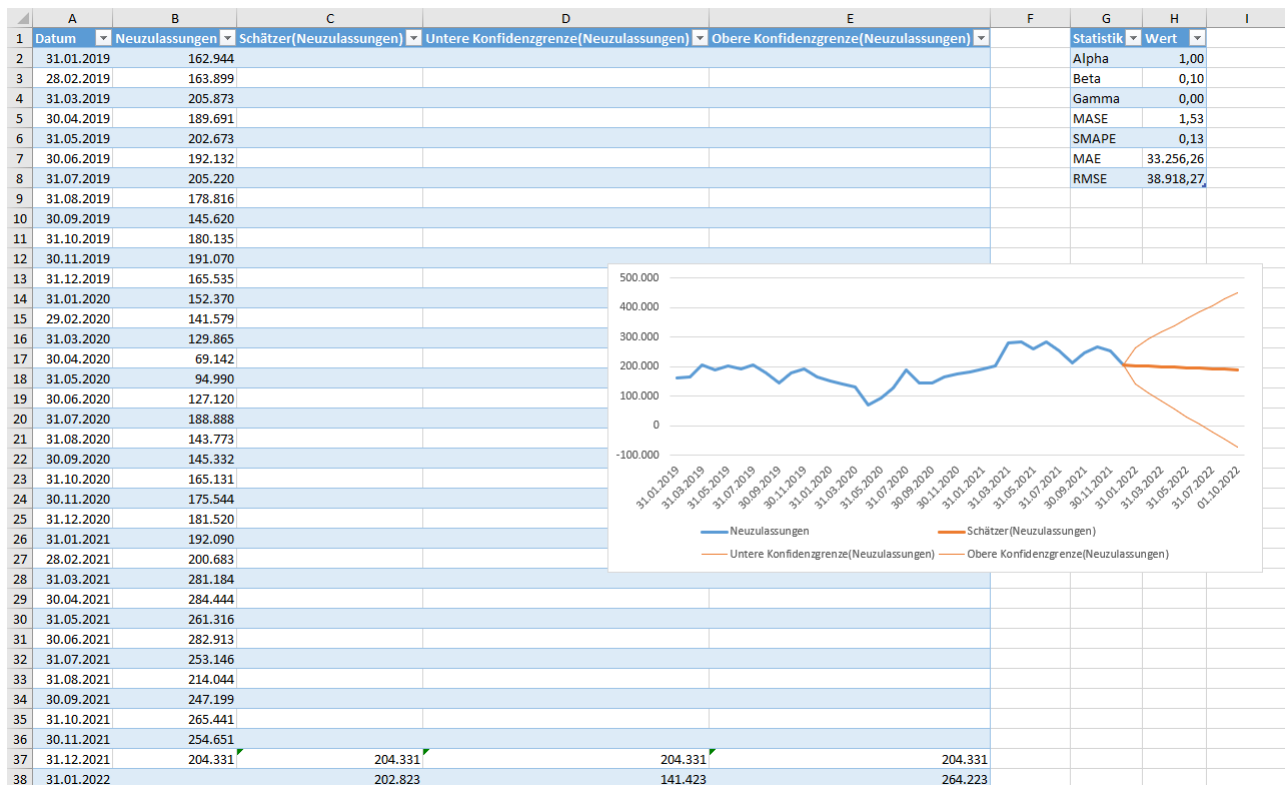 A B C D E F G H I
1 Datum Neuzulassungen Schätzer(Neuzulassungen) Untere Konfidenzgrenze(Neuzulassungen) Obere Konfidenzgrenze(Neuzulassungen) Statistik Wert
2 31.01.2019 162.944 Alpha 1,00
3 28.02.2019 163.899 Beta 0,10
4 31.03.2019 205.873 Gamma 0,00
5 30.04.2019 189.691 MASE 1,53
6 31.05.2019 202.673 SMAPE 0,13
7 30.06.2019 192.132 MAE 33.256,26
8 31.07.2019 205.220 RMSE 38.918,27
9 31.08.2019 178.816
10 30.09.2019 145.620
11 31.10.2019 180.135
12 30.11.2019 191.070
13 31.12.2019 165.535
14 31.01.2020 152.370
15 29.02.2020 141.579
16 31.03.2020 129.865
17 30.04.2020 69.142
18 31.05.2020 94.990
19 30.06.2020 127.120
20 31.07.2020 188.888
21 31.08.2020 143.773
22 30.09.2020 145.332
23 31.10.2020 165.131
24 30.11.2020 175.544
25 31.12.2020 181.520
26 31.01.2021 192.090
27 28.02.2021 200.683
28 31.03.2021 281.184
29 30.04.2021 284.444
30 31.05.2021 261.316
31 30.06.2021 282.913
32 31.07.2021 253.146
33 31.08.2021 214.044
34 30.09.2021 247.199
35 31.10.2021 265.441
36 30.11.2021 254.651
37 31.12.2021 204.331 204.331 204.331 204.331
38 31.01.2022 202.823 141.423 264.223
500.000
400.000
300.000
200.000
100.000
0
-100.000
31.01.2019 31.03.2019 31.05.2019 31.07.2019 30.09.2019 30.11.2019 31.01.2020 31.03.2020 31.05.2020 31.07.2020 30.09.2020 30.11.2020 31.01.2021 31.03.2021 31.05.2021 31.07.2021 30.09.2021 30.11.2021 31.01.2022 31.03.2022 31.05.2022 31.07.2022 01.10.2022
Neuzulassungen Schätzer(Neuzulassungen)
Untere Konfidenzgrenze(Neuzulassungen) Obere Konfidenzgrenze(Neuzulassungen)